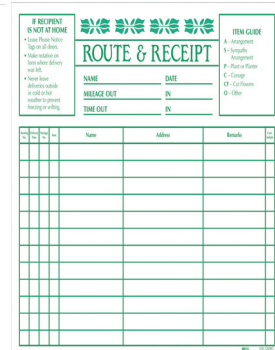 IF RECIPIENT
IS NOT AT HOME
• Leave Please Notice
Tags on all doors.
• Make notation on
form where delivery
was left.
• Never leave
deliveries outside
in cold or hot
weather to prevent
freezing or wilting.
ROUTE & RECEIPT
NAME DATE
MILEAGE OUT IN
TIME OUT IN
ITEM GUIDE
A - Arrangement
S - Sympathy
Arrangement
P - Plant or Planter
C - Corsage
CF - Cut Flowers
O - Other
Name Address Remarks